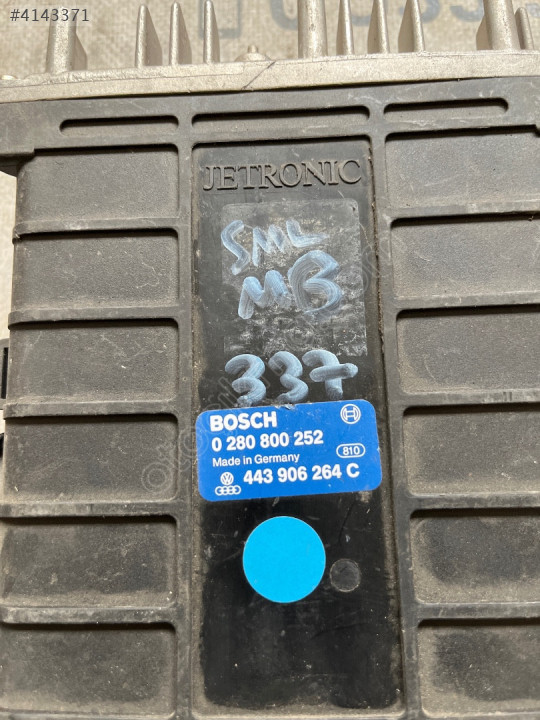 #4143371
JETRONIC
SML
MB
337
BOSCH
0 280 800 252
Made in Germany
810
443 906 264 C